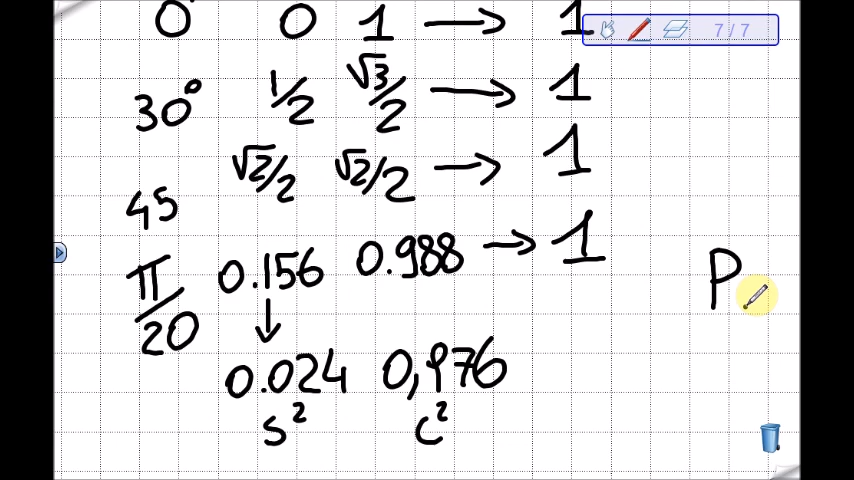 0° 0 1 → 1
7 / 7
30° 1/2 √3/2 → 1
45 √2/2 √2/2 → 1
π/20 0.156 0.988 → 1
P
↓
0.024 0,976
s² c²